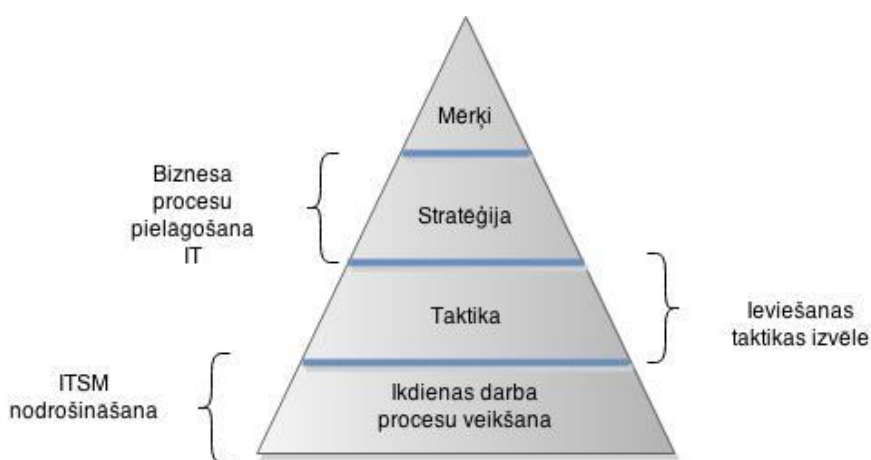 Mērķi
Biznesa
procesu
pielāgošana
IT
Stratēģija
Taktika
Ieviešanas
taktikas izvēle
ITSM
nodrošināšana
Ikdienas darba
procesu veikšana